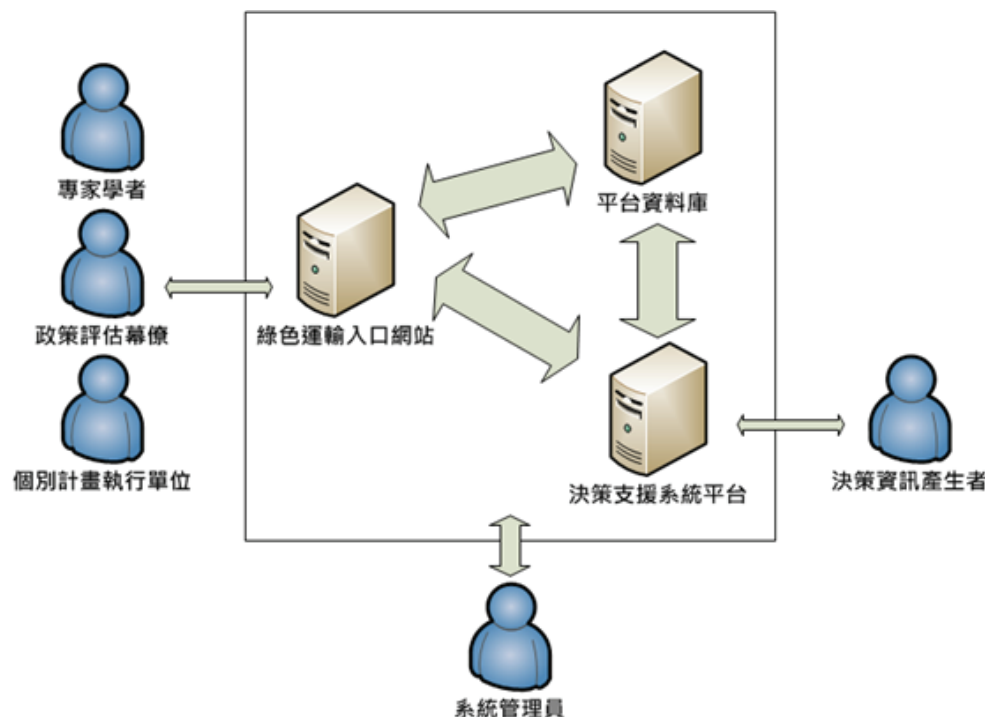 專家學者
平台資料庫
政策評估幕僚
綠色運輸入口網站
個別計畫執行單位
決策支援系統平台
決策資訊產生者
系統管理員